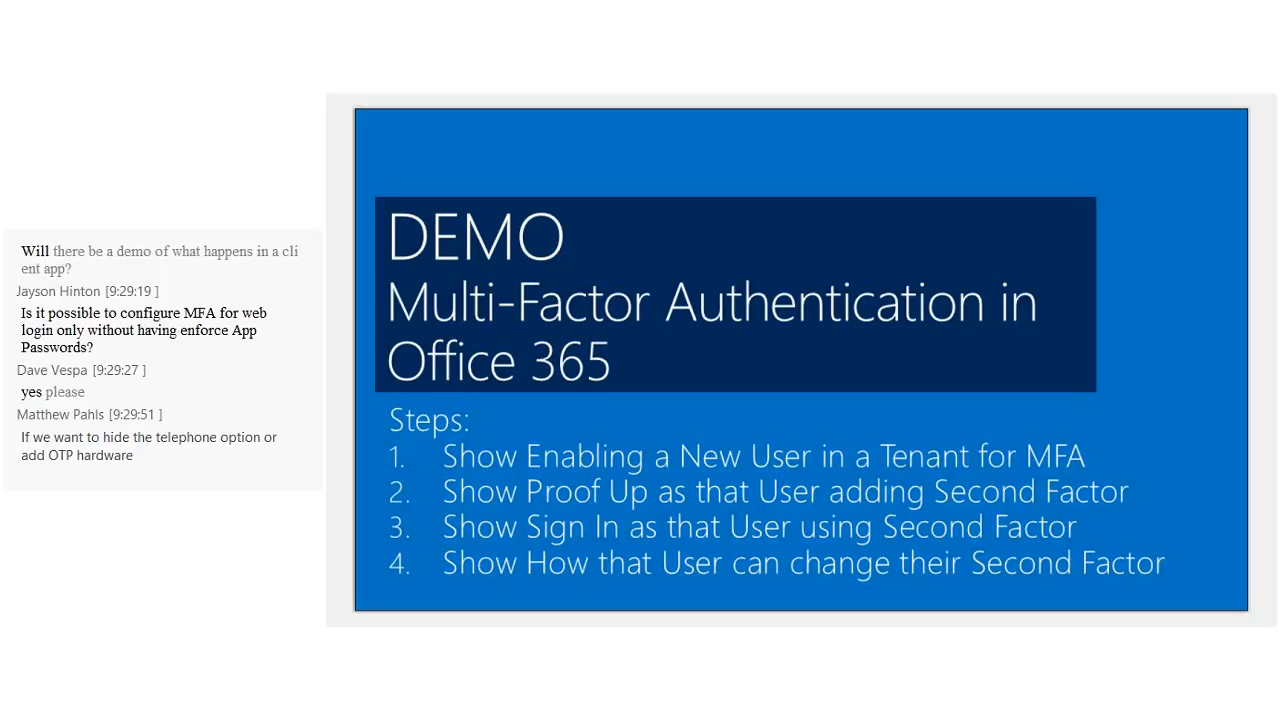 Will there be a demo of what happens in a cli
ent app?
Jayson Hinton [9:29:19 ]
Is it possible to configure MFA for web
login only without having enforce App
Passwords?
Dave Vespa [9:29:27 ]
yes please
Matthew Pahls [9:29:51 ]
If we want to hide the telephone option or
add OTP hardware
DEMO
Multi-Factor Authentication in
Office 365
Steps:
1. Show Enabling a New User in a Tenant for MFA
2. Show Proof Up as that User adding Second Factor
3. Show Sign In as that User using Second Factor
4. Show How that User can change their Second Factor